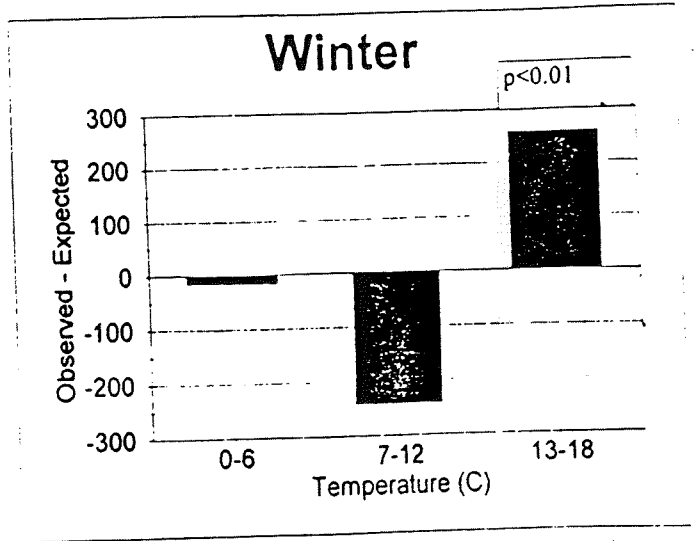 Winter
p<0.01
300
200
100
0
-100
-200
-300
Observed - Expected
0-6 7-12 13-18
Temperature (C)